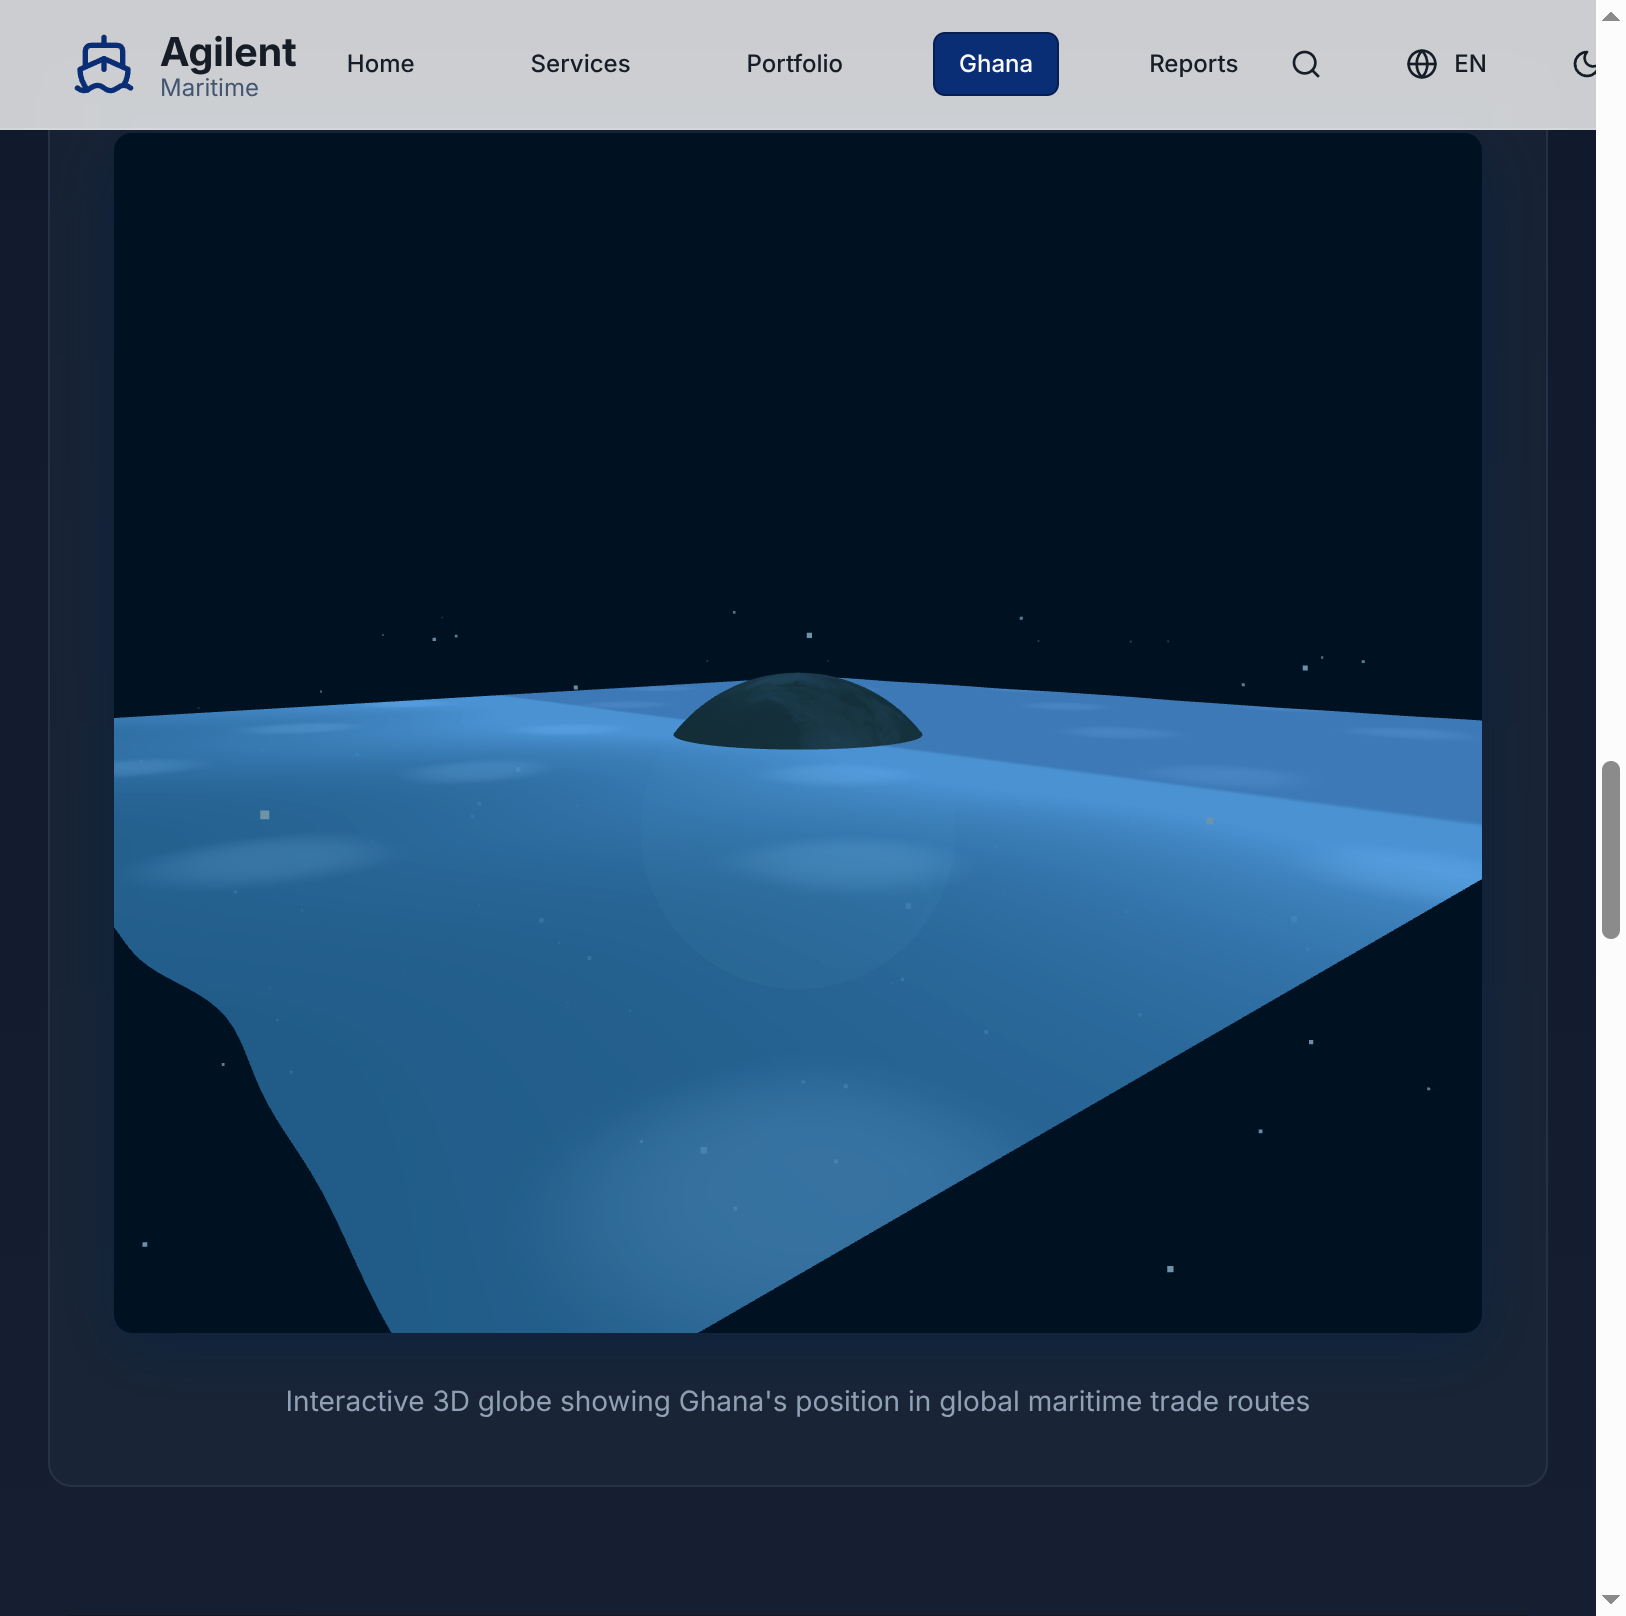 Agilent
Maritime
Home
Services
Portfolio
Ghana
Reports
EN
Interactive 3D globe showing Ghana's position in global maritime trade routes